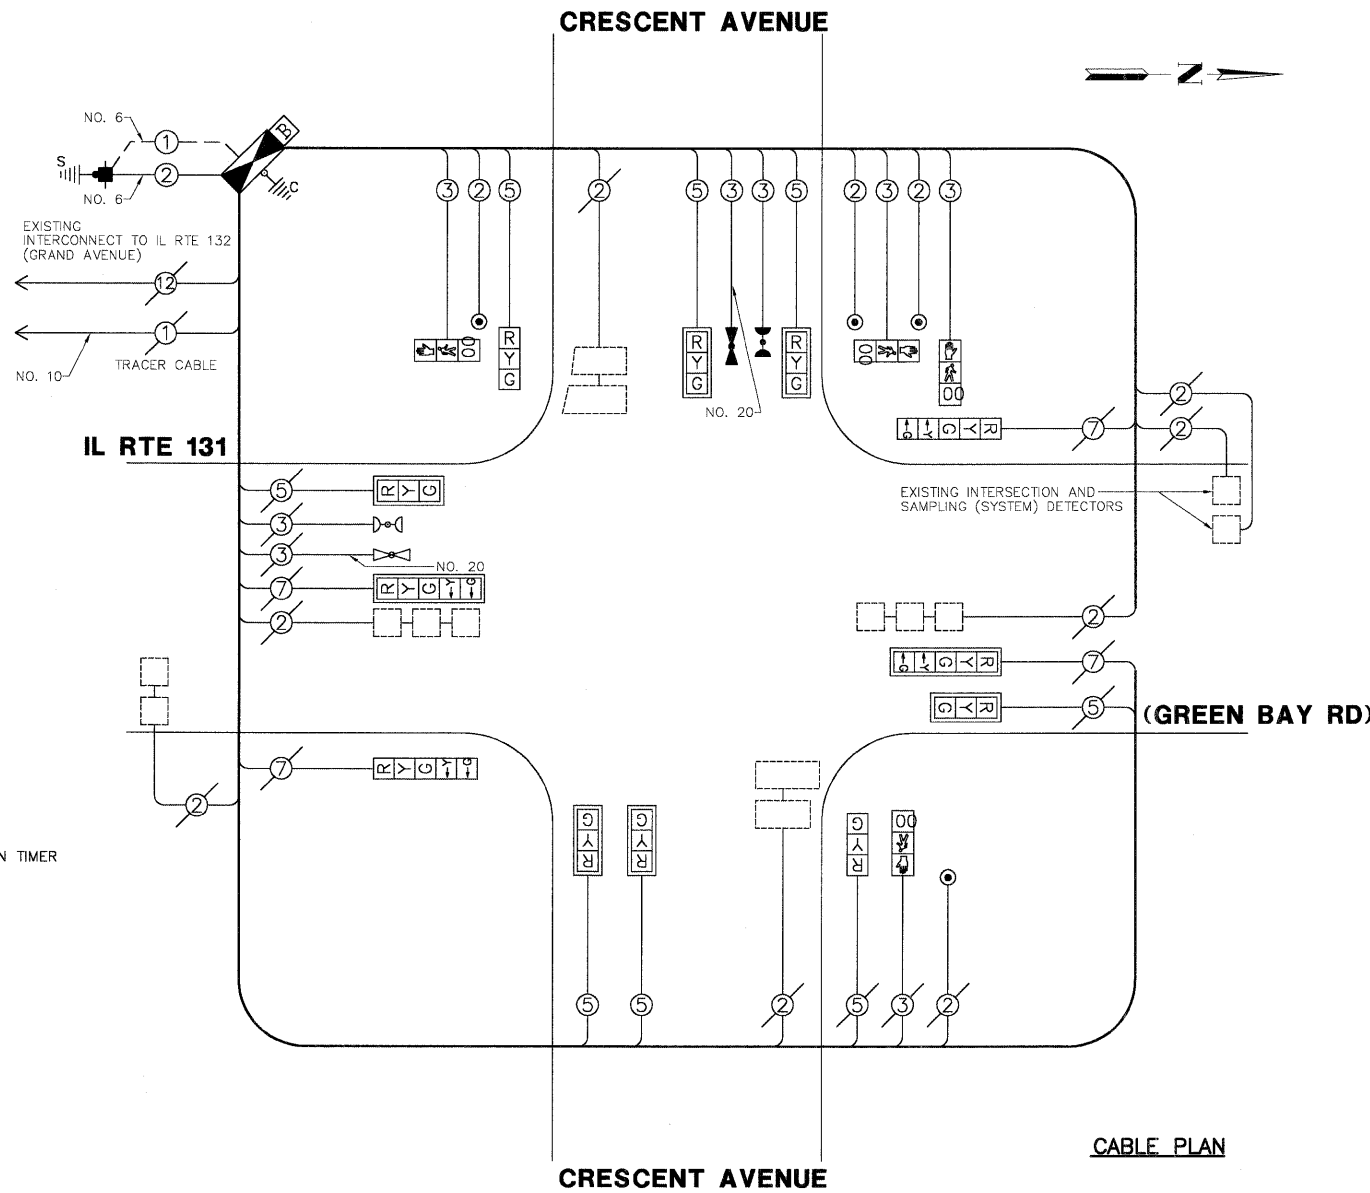 CRESCENT AVENUE
N
NO. 6
1
B
S
2
C
NO. 6
EXISTING
INTERCONNECT TO IL RTE 132
(GRAND AVENUE)
12
1
TRACER CABLE
NO. 10
3 2 5 2 5 3 3 5 2 3 2 3
00
R Y G
R Y G
NO. 20
R Y G
00
00
2
G Y G Y R
7 2
IL RTE 131
5 R Y G
3
3 NO. 20
7 R Y G Y G
2
EXISTING INTERSECTION AND
SAMPLING (SYSTEM) DETECTORS
2
G Y G Y R 7
G Y R 5
(GREEN BAY RD)
7 R Y G Y G
2
N TIMER
G Y R
G Y R
G Y R
00
5 5 2 5 3 2
CABLE PLAN
CRESCENT AVENUE